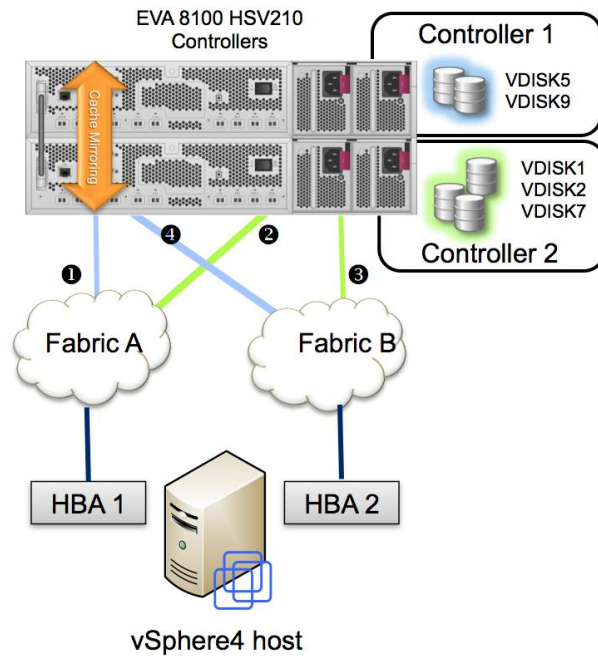 EVA 8100 HSV210
Controllers
Controller 1
VDISK5
VDISK9
Cache Mirroring
VDISK1
VDISK2
VDISK7
Controller 2
❹
❷
❶
❸
Fabric A
Fabric B
HBA 1
HBA 2
vSphere4 host